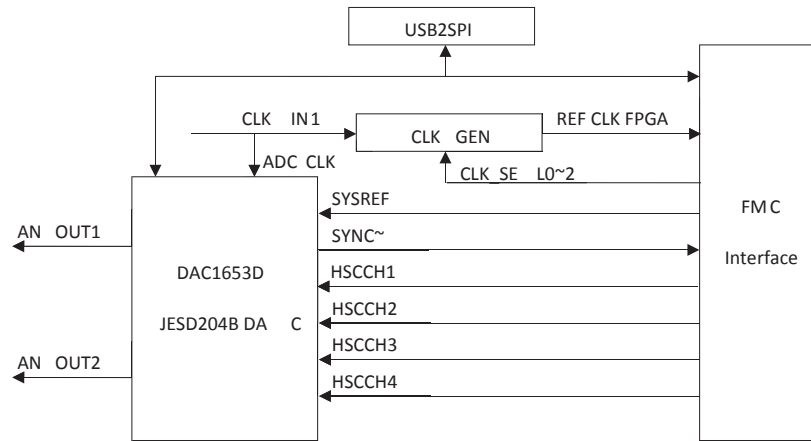 USB2SPI
CLK IN1
CLK GEN
REF CLK FPGA
ADC CLK
CLK_SE L0~2
SYSREF
FM C
AN OUT1
SYNC~
Interface
DAC1653D
HSCCH1
JESD204B DA C
HSCCH2
HSCCH3
AN OUT2
HSCCH4